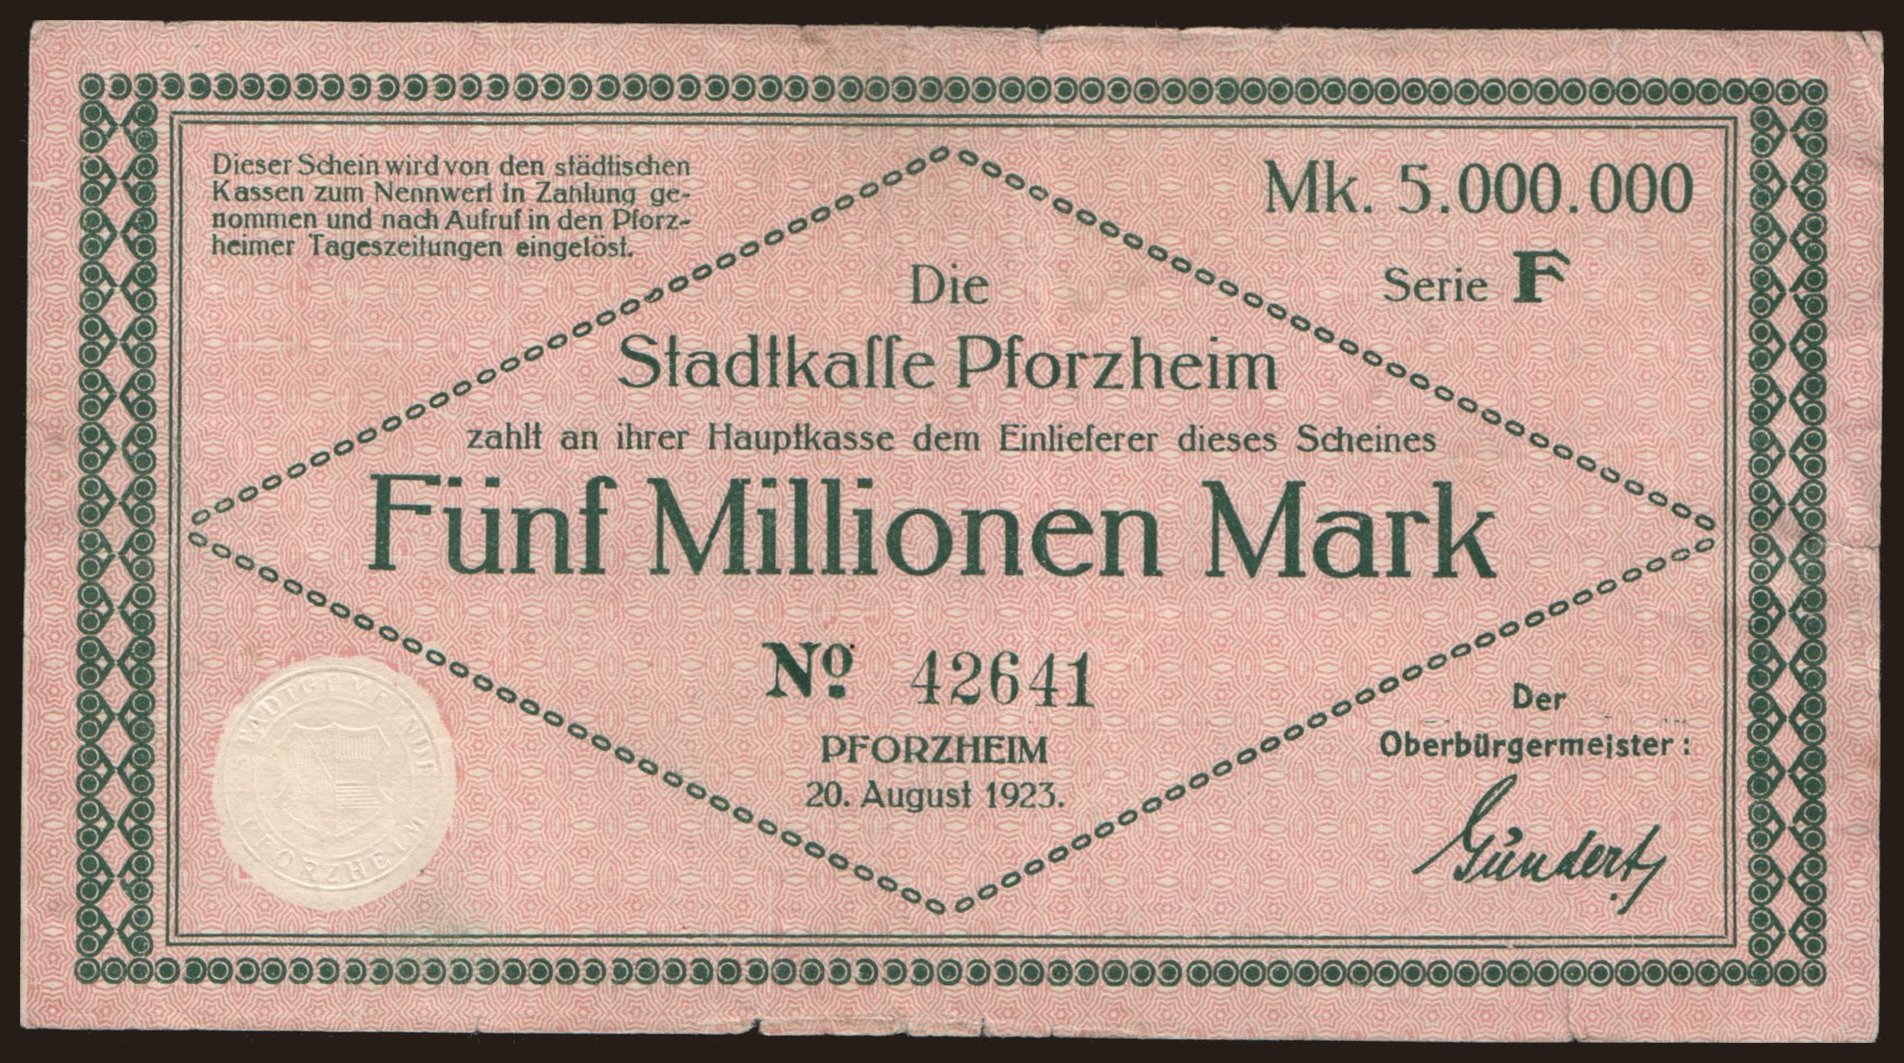 Dieser Schein wird von den städtischen
Kassen zum Nennwert in Zahlung ge-
nommen und nach Aufruf in den Pforz-
heimer Tageszeitungen eingelöst.
Mk. 5.000.000
Serie F
Die
Stadtkaſſe Pforzheim
zahlt an ihrer Hauptkasse dem Einlieferer dieses Scheines
Fünf Millionen Mark
No. 42641
PFORZHEIM
20. August 1923.
Der
Oberbürgermeister:
Gündert
STADTGEMEINDE
PFORZHEIM